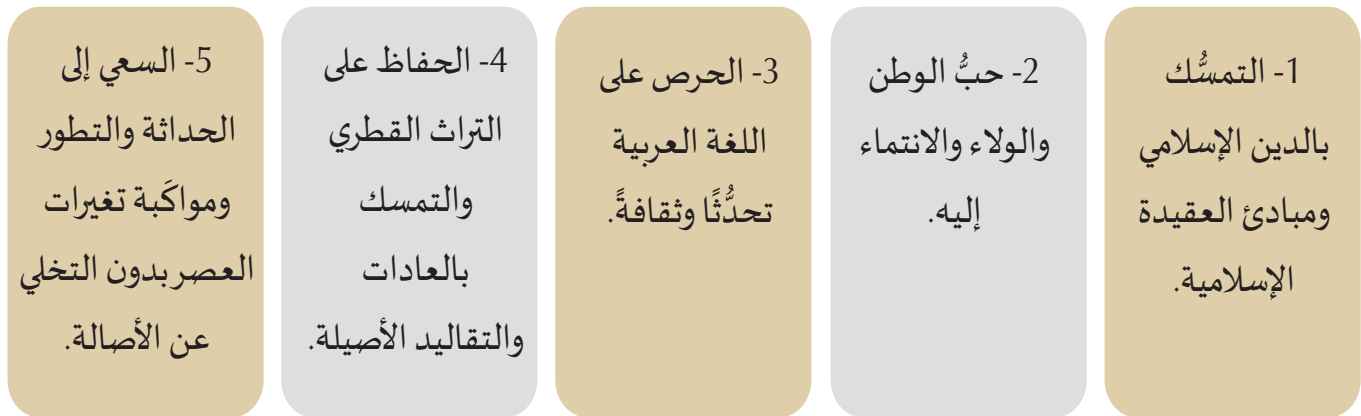 1- التمسُّك
بالدين الإسلامي
ومبادئ العقيدة
الإسلامية.
2- حبُّ الوطن
والولاء والانتماء
إليه.
3- الحرص على
اللغة العربية
تحدُّثًا وثقافةً.
4- الحفاظ على
التراث القطري
والتمسك
بالعادات
والتقاليد الأصيلة.
5- السعي إلى
الحداثة والتطور
ومواكَبة تغيرات
العصر بدون التخلي
عن الأصالة.